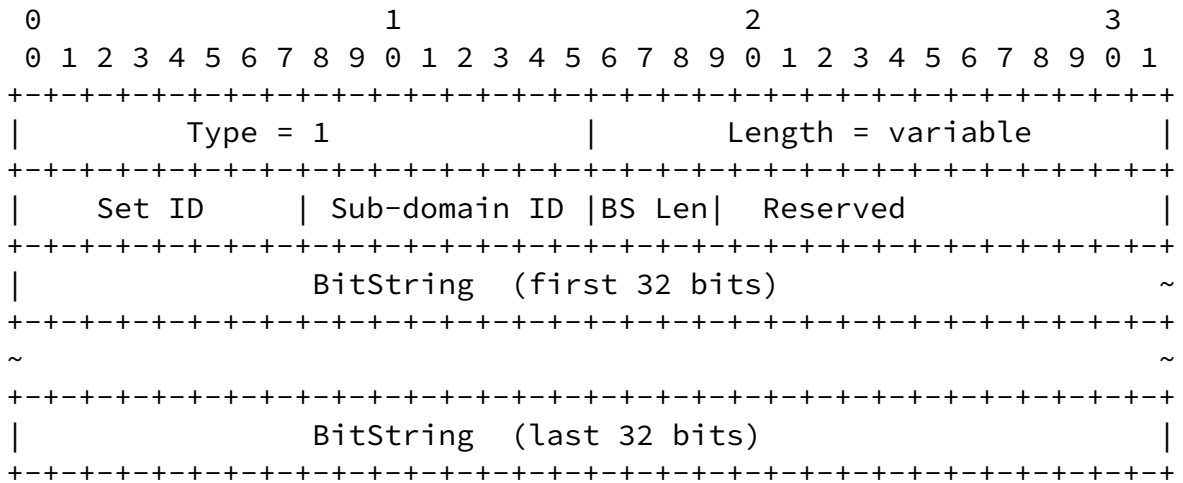 0                   1                   2                   3
 0 1 2 3 4 5 6 7 8 9 0 1 2 3 4 5 6 7 8 9 0 1 2 3 4 5 6 7 8 9 0 1
+-+-+-+-+-+-+-+-+-+-+-+-+-+-+-+-+-+-+-+-+-+-+-+-+-+-+-+-+-+-+-+-+
|         Type = 1              |       Length = variable       |
+-+-+-+-+-+-+-+-+-+-+-+-+-+-+-+-+-+-+-+-+-+-+-+-+-+-+-+-+-+-+-+-+
|    Set ID     | Sub-domain ID |BS Len|  Reserved              |
+-+-+-+-+-+-+-+-+-+-+-+-+-+-+-+-+-+-+-+-+-+-+-+-+-+-+-+-+-+-+-+-+
|                BitString  (first 32 bits)                     ~
+-+-+-+-+-+-+-+-+-+-+-+-+-+-+-+-+-+-+-+-+-+-+-+-+-+-+-+-+-+-+-+-+
~                                                               ~
+-+-+-+-+-+-+-+-+-+-+-+-+-+-+-+-+-+-+-+-+-+-+-+-+-+-+-+-+-+-+-+-+
|                BitString  (last 32 bits)                      |
+-+-+-+-+-+-+-+-+-+-+-+-+-+-+-+-+-+-+-+-+-+-+-+-+-+-+-+-+-+-+-+-+